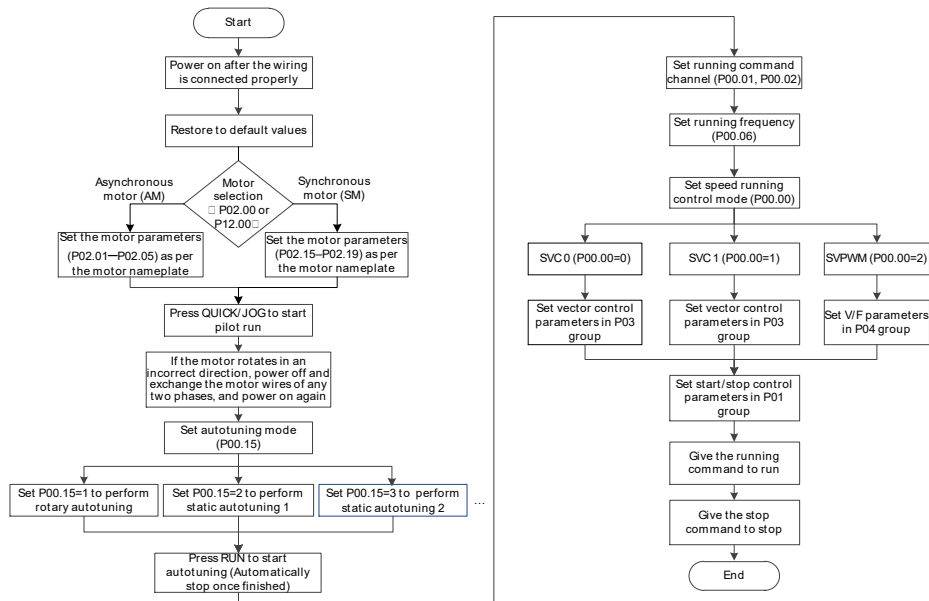 Start
Power on after the wiring
is connected properly
Restore to default values
Asynchronous
motor (AM)
Motor
selection
□ P02.00 or
P12.00□
Synchronous
motor (SM)
Set the motor parameters
(P02.01—P02.05) as per
the motor nameplate
Set the motor parameters
(P02.15–P02.19) as per
the motor nameplate
Press QUICK/JOG to start
pilot run
If the motor rotates in an
incorrect direction, power off and
exchange the motor wires of any
two phases, and power on again
Set autotuning mode
(P00.15)
Set P00.15=1 to perform
rotary autotuning
Set P00.15=2 to perform
static autotuning 1
Set P00.15=3 to perform
static autotuning 2
...
Press RUN to start
autotuning (Automatically
stop once finished)
Set running command
channel (P00.01, P00.02)
Set running frequency
(P00.06)
Set speed running
control mode (P00.00)
SVC 0 (P00.00=0)
SVC 1 (P00.00=1)
SVPWM (P00.00=2)
Set vector control
parameters in P03
group
Set vector control
parameters in P03
group
Set V/F parameters
in P04 group
Set start/stop control
parameters in P01
group
Give the running
command to run
Give the stop
command to stop
End